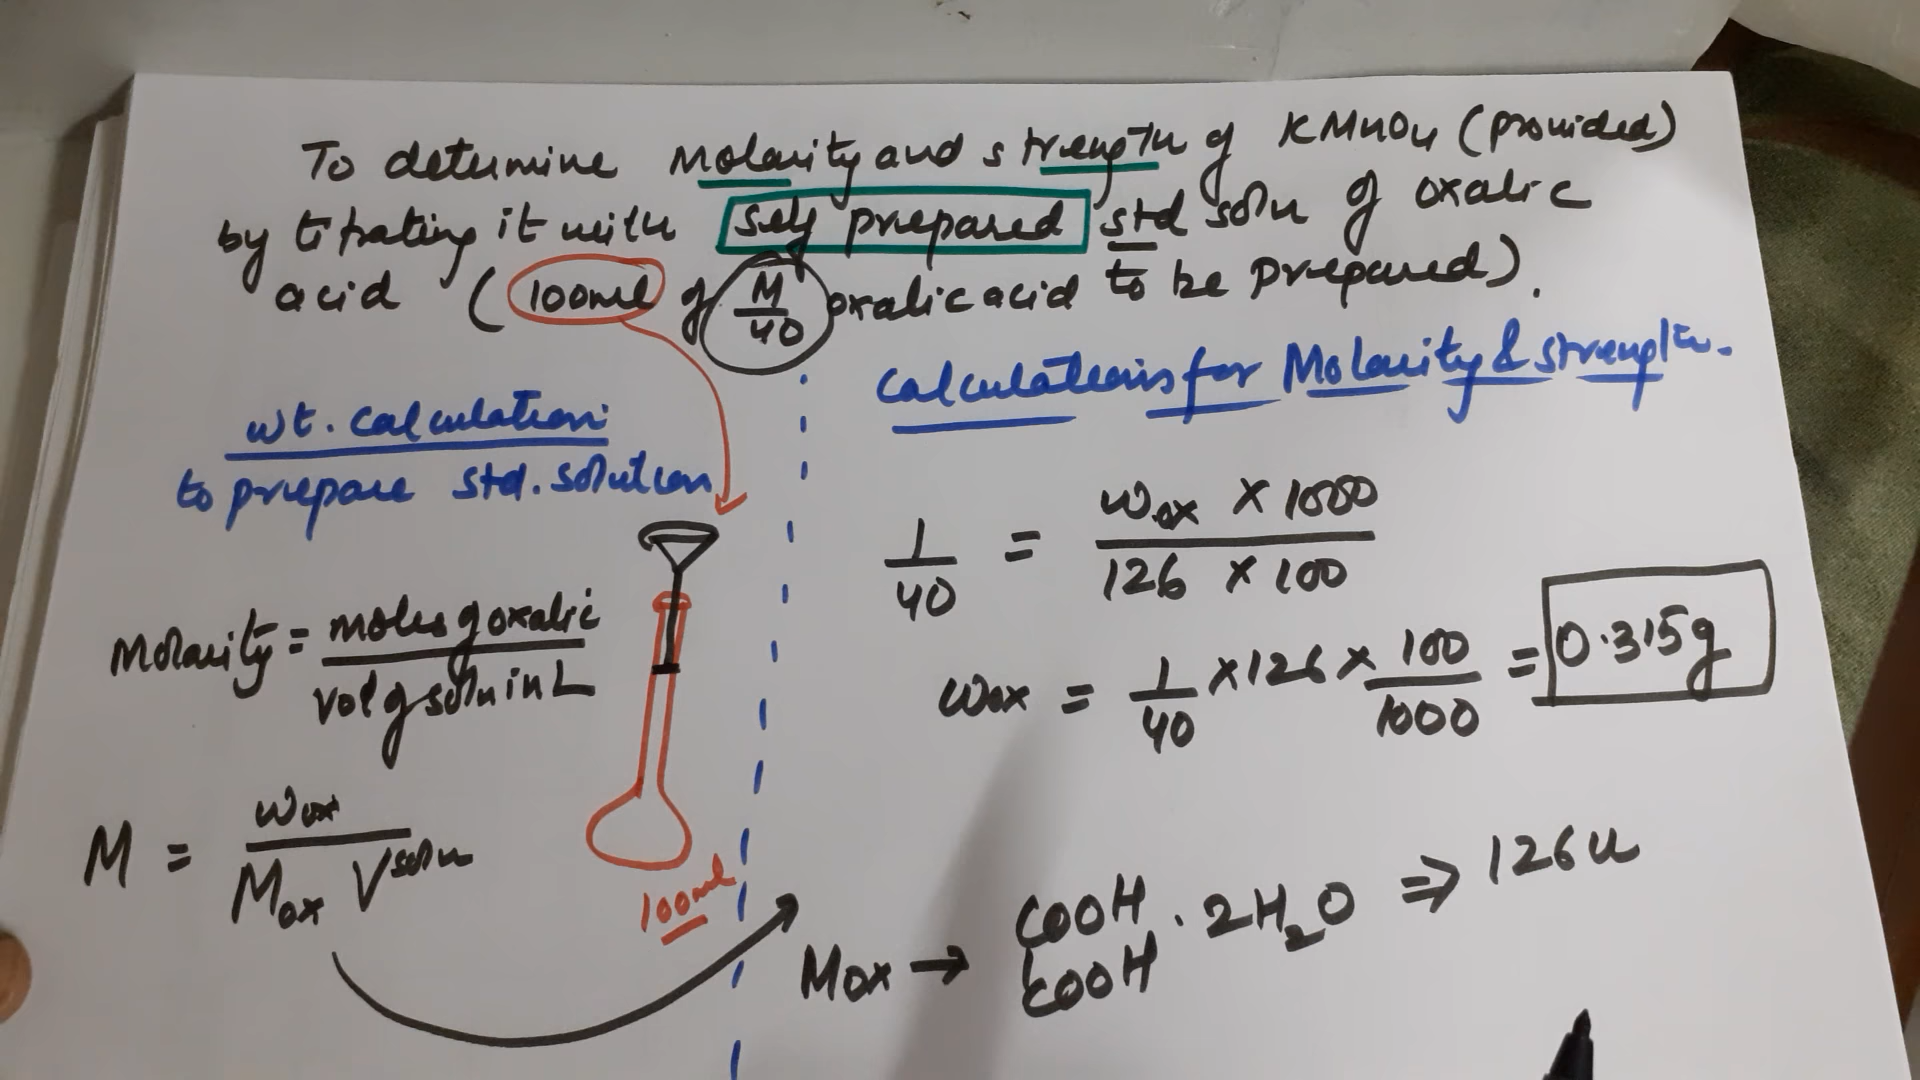 To determine Molarity and strength of KMnO4 (provided)
by titrating it with self prepared std soln of oxalic
acid (100ml of M/40 oxalic acid to be prepared).
wt. calculation
to prepare std. solution
Molarity = moles of oxalic / vol of soln in L
M = Wox / Mox Vsoln
100ml
Calculations for Molarity & strength.
1/40 = Wox × 1000 / 126 × 100
Wox = 1/40 × 126 × 100/1000 = 0.315g
Mox → COOH . 2H2O ⇒ 126u
COOH